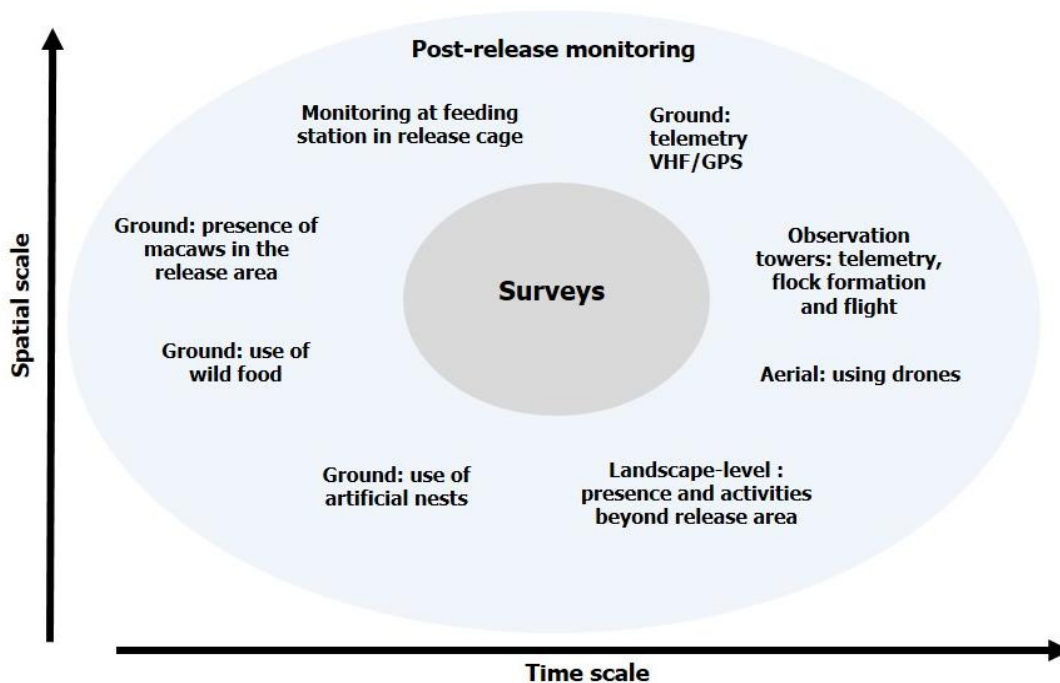 Post-release monitoring
Monitoring at feeding
station in release cage
Ground:
telemetry
VHF/GPS
Ground: presence of
macaws in the
release area
Surveys
Observation
towers: telemetry,
flock formation
and flight
Ground: use of
wild food
Aerial: using drones
Ground: use of
artificial nests
Landscape-level :
presence and activities
beyond release area
Spatial scale
Time scale